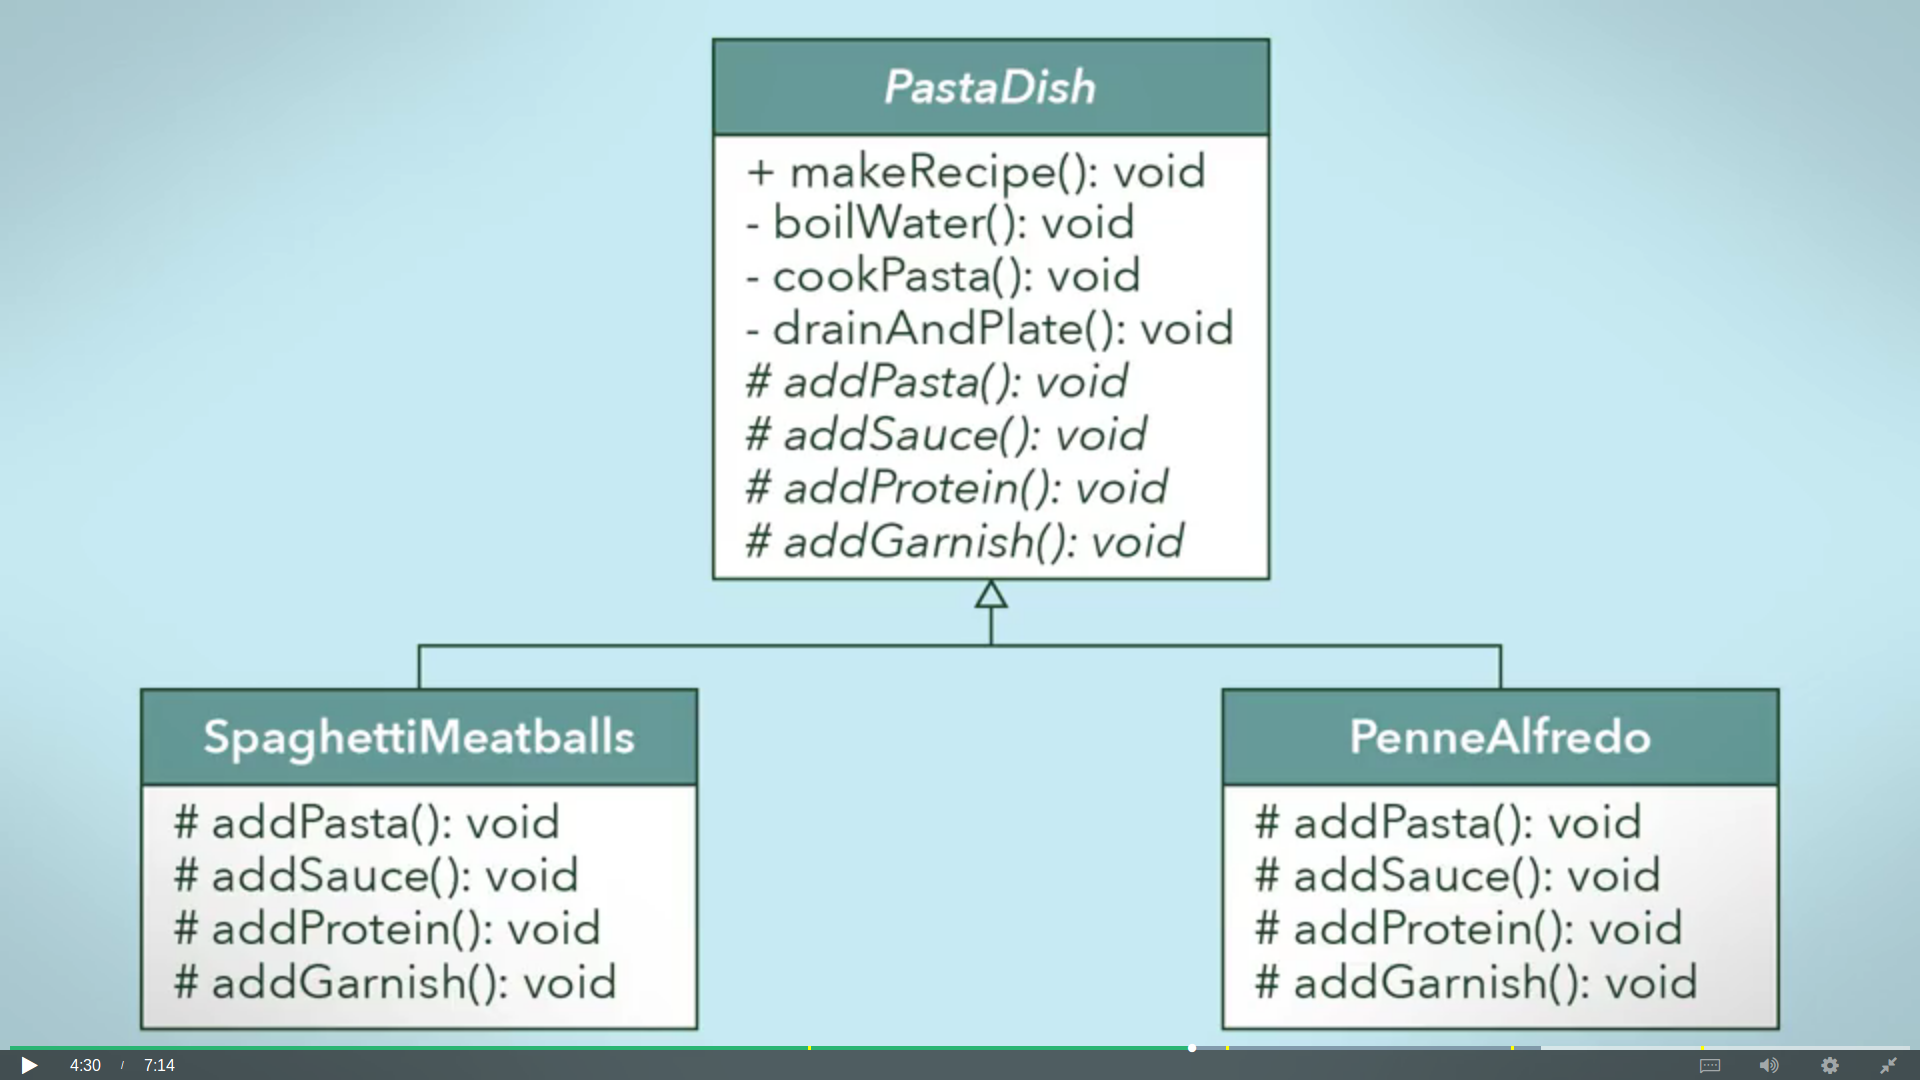 PastaDish
+ makeRecipe(): void
- boilWater(): void
- cookPasta(): void
- drainAndPlate(): void
# addPasta(): void
# addSauce(): void
# addProtein(): void
# addGarnish(): void
SpaghettiMeatballs
# addPasta(): void
# addSauce(): void
# addProtein(): void
# addGarnish(): void
PenneAlfredo
# addPasta(): void
# addSauce(): void
# addProtein(): void
# addGarnish(): void
4:30 / 7:14